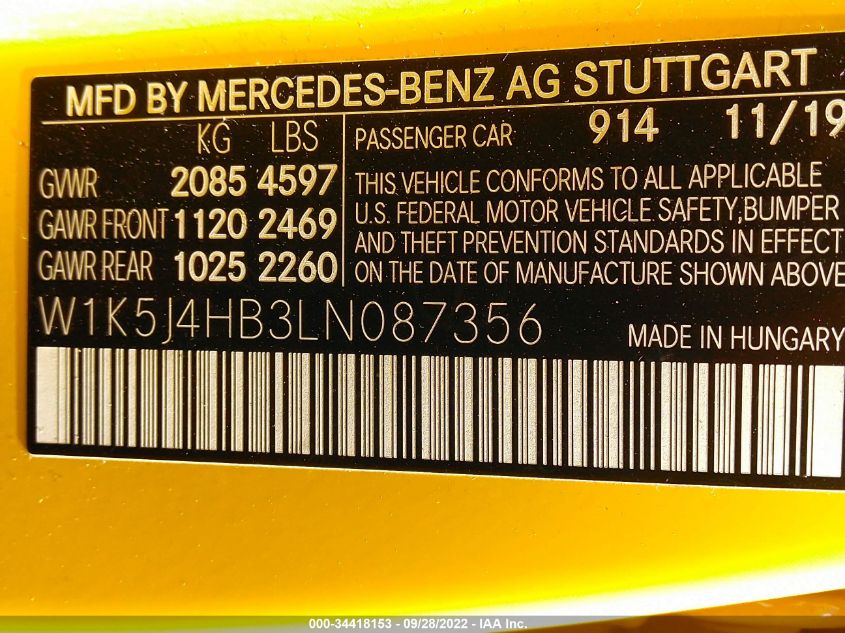 MFD BY MERCEDES-BENZ AG STUTTGART
KG LBS
GVWR 2085 4597
GAWR FRONT 1120 2469
GAWR REAR 1025 2260
PASSENGER CAR 914 11/19
THIS VEHICLE CONFORMS TO ALL APPLICABLE
U.S. FEDERAL MOTOR VEHICLE SAFETY,BUMPER
AND THEFT PREVENTION STANDARDS IN EFFECT
ON THE DATE OF MANUFACTURE SHOWN ABOVE
W1K5J4HB3LN087356
MADE IN HUNGARY
000-34418153 - 09/28/2022 - IAA Inc.